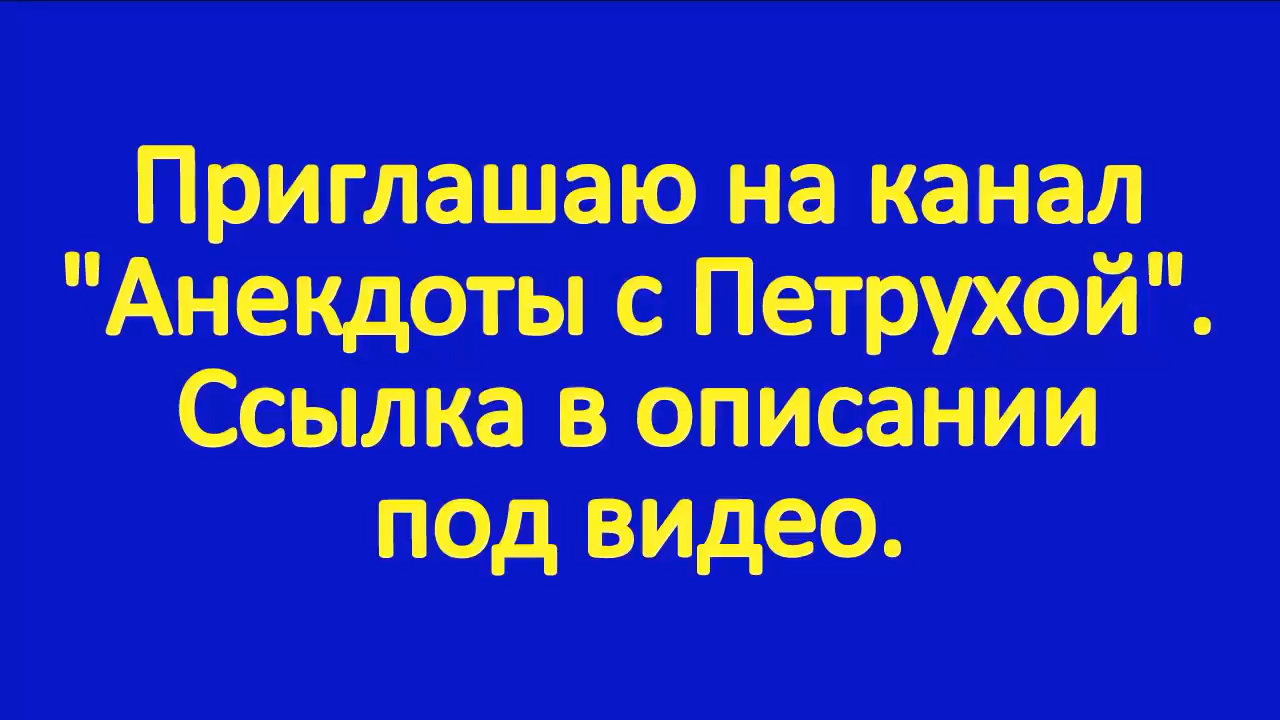 Приглашаю на канал
"Анекдоты с Петрухой".
Ссылка в описании
под видео.